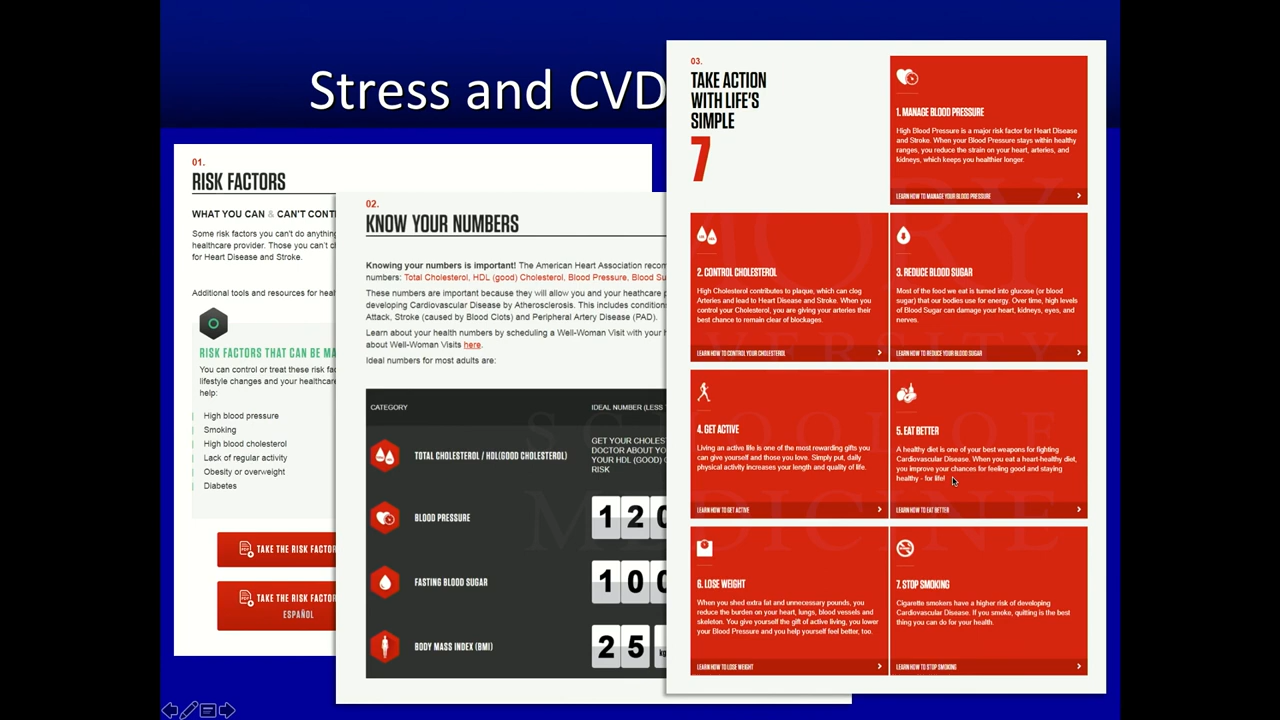 Stress and CVD
01.
RISK FACTORS
WHAT YOU CAN & CAN'T CONT
Some risk factors you can't do anythin
healthcare provider. Those you can't c
for Heart Disease and Stroke.
Additional tools and resources for heal
RISK FACTORS THAT CAN BE MA
You can control or treat these risk fac
lifestyle changes and your healthcare
help:
High blood pressure
Smoking
High blood cholesterol
Lack of regular activity
Obesity or overweight
Diabetes
TAKE THE RISK FACTOR
TAKE THE RISK FACTOR
ESPAÑOL
02.
KNOW YOUR NUMBERS
Knowing your numbers is important! The American Heart Association recom
numbers: Total Cholesterol, HDL (good) Cholesterol, Blood Pressure, Blood Su
These numbers are important because they will allow you and your heathcare p
developing Cardiovascular Disease by Atherosclerosis. This includes condition
Attack, Stroke (caused by Blood Clots) and Peripheral Artery Disease (PAD).
Learn about your health numbers by scheduling a Well-Woman Visit with your h
about Well-Woman Visits here.
Ideal numbers for most adults are:
CATEGORY
IDEAL NUMBER (LESS
TOTAL CHOLESTEROL / HDL(GOOD CHOLESTEROL)
GET YOUR CHOLES
DOCTOR ABOUT YO
YOUR HDL (GOOD) C
RISK
BLOOD PRESSURE
120
FASTING BLOOD SUGAR
100
BODY MASS INDEX (BMI)
25 kg
03.
TAKE ACTION
WITH LIFE'S
SIMPLE
7
1. MANAGE BLOOD PRESSURE
High Blood Pressure is a major risk factor for Heart Disease
and Stroke. When your Blood Pressure stays within healthy
ranges, you reduce the strain on your heart, arteries, and
kidneys, which keeps you healthier longer.
LEARN HOW TO MANAGE YOUR BLOOD PRESSURE
2. CONTROL CHOLESTEROL
High Cholesterol contributes to plaque, which can clog
Arteries and lead to Heart Disease and Stroke. When you
control your Cholesterol, you are giving your arteries their
best chance to remain clear of blockages.
LEARN HOW TO CONTROL YOUR CHOLESTEROL
3. REDUCE BLOOD SUGAR
Most of the food we eat is turned into glucose (or blood
sugar) that our bodies use for energy. Over time, high levels
of Blood Sugar can damage your heart, kidneys, eyes, and
nerves.
LEARN HOW TO REDUCE YOUR BLOOD SUGAR
4. GET ACTIVE
Living an active life is one of the most rewarding gifts you
can give yourself and those you love. Simply put, daily
physical activity increases your length and quality of life.
LEARN HOW TO GET ACTIVE
5. EAT BETTER
A healthy diet is one of your best weapons for fighting
Cardiovascular Disease. When you eat a heart-healthy diet,
you improve your chances for feeling good and staying
healthy - for life!
LEARN HOW TO EAT BETTER
6. LOSE WEIGHT
When you shed extra fat and unnecessary pounds, you
reduce the burden on your heart, lungs, blood vessels and
skeleton. You give yourself the gift of active living, you lower
your Blood Pressure and you help yourself feel better, too.
LEARN HOW TO LOSE WEIGHT
7. STOP SMOKING
Cigarette smokers have a higher risk of developing
Cardiovascular Disease. If you smoke, quitting is the best
thing you can do for your health.
LEARN HOW TO STOP SMOKING
SCHOOL OF
MEDICINE